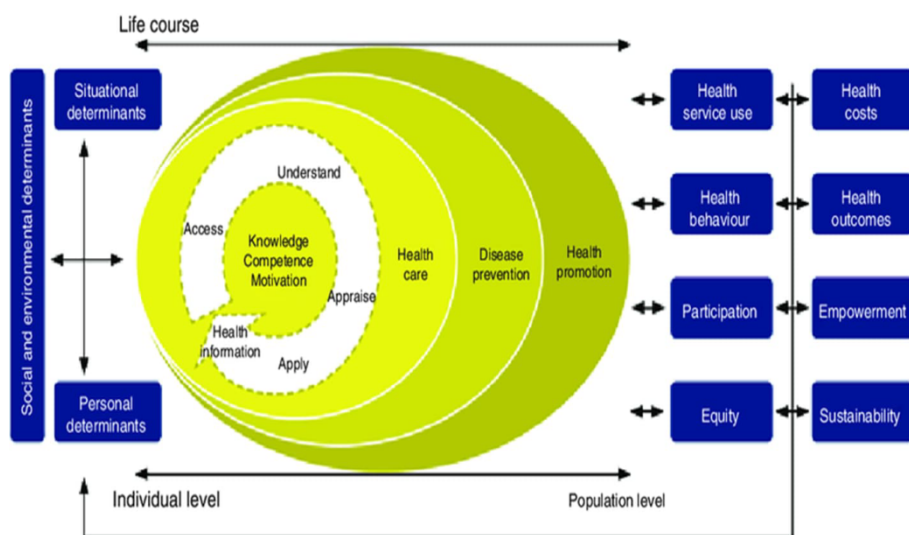 Life course
Social and environmental determinants
Situational
determinants
Personal
determinants
Understand
Access
Knowledge
Competence
Motivation
Appraise
Health
information
Apply
Health
care
Disease
prevention
Health
promotion
Health
service use
Health
costs
Health
behaviour
Health
outcomes
Participation
Empowerment
Equity
Sustainability
Individual level
Population level